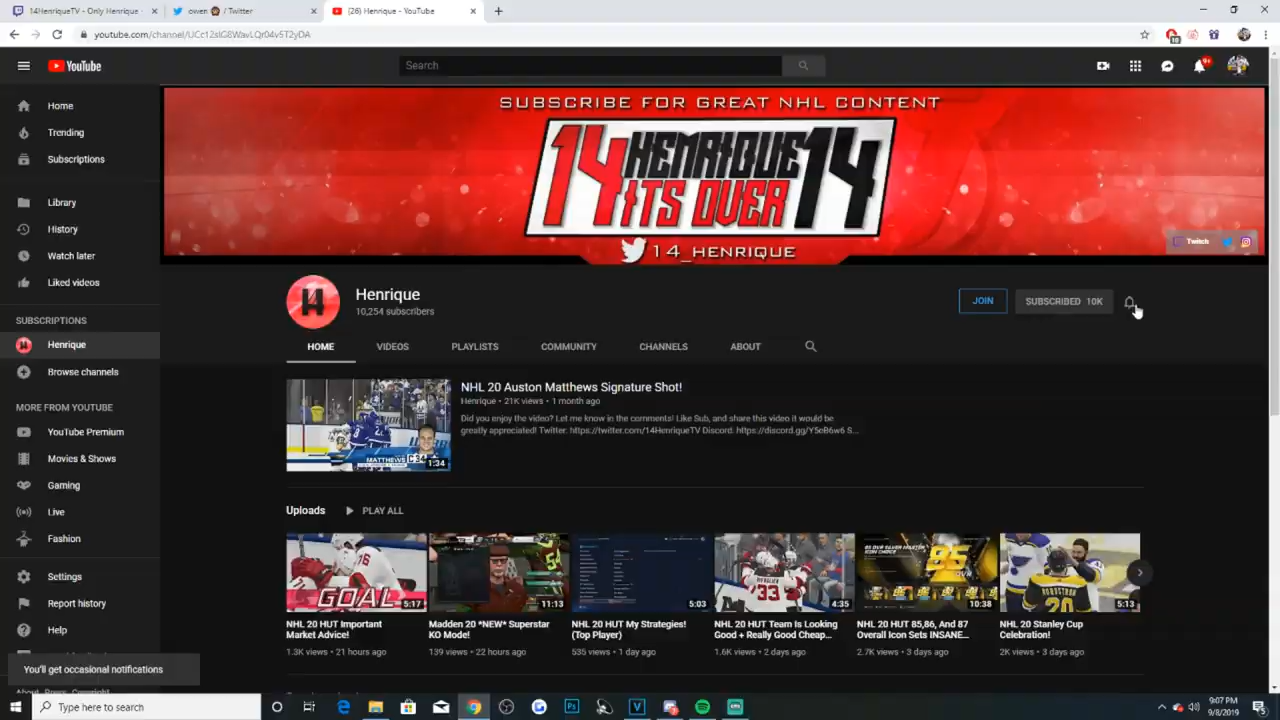 14HenriqueTV - Only Henrique -
owen / Twitter
(26) Henrique - YouTube
YouTube
Search
9+
Home
Trending
Subscriptions
Library
History
Watch later
Liked videos
SUBSCRIPTIONS
Henrique
Browse channels
MORE FROM YOUTUBE
YouTube Premium
Movies & Shows
Gaming
Live
Fashion
Settings
Report history
Help
You'll get occasional notifications
SUBSCRIBE FOR GREAT NHL CONTENT
14 HENRIQUE 14
ITS OVER
14_HENRIQUE
Twitch
14
Henrique
10,254 subscribers
JOIN
SUBSCRIBED 10K
HOME VIDEOS PLAYLISTS COMMUNITY CHANNELS ABOUT
NHL 20 Auston Matthews Signature Shot!
Henrique • 21K views • 1 month ago
Did you enjoy the video? Let me know in the comments! Like Sub, and share this video it would be
greatly appreciated! Twitter: https://twitter.com/14HenriqueTV Discord: https://discord.gg/Y5eB6w6 S...
MATTHEWS
1:34
Uploads PLAY ALL
GOAL
5:17
NHL 20 HUT Important
Market Advice!
1.3K views • 21 hours ago
11:13
Madden 20 *NEW* Superstar
KO Mode!
139 views • 22 hours ago
5:03
NHL 20 HUT My Strategies!
(Top Player)
535 views • 1 day ago
33
4:35
NHL 20 HUT Team Is Looking
Good + Really Good Cheap...
1.6K views • 2 days ago
85
10:38
NHL 20 HUT 85,86, And 87
Overall Icon Sets INSANE...
2.7K views • 3 days ago
20
5:13
NHL 20 Stanley Cup
Celebration!
2K views • 3 days ago
Type here to search
9:07 PM
9/8/2019